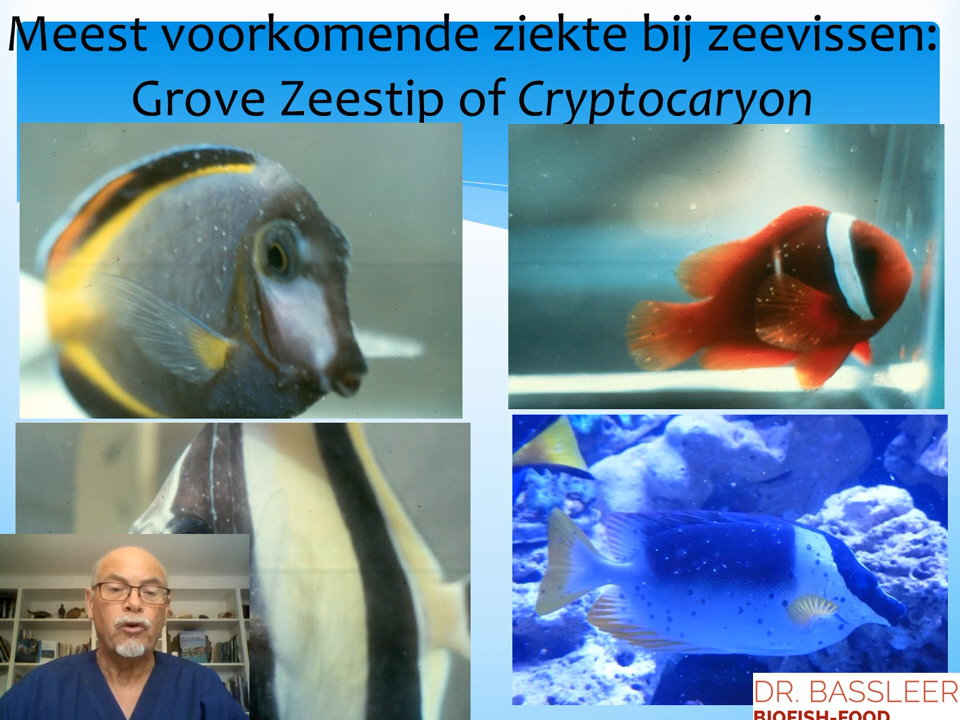 Meest voorkomende ziekte bij zeevissen:
Grove Zeestip of Cryptocaryon
DR. BASSLEER
BIOFISH-FOOD